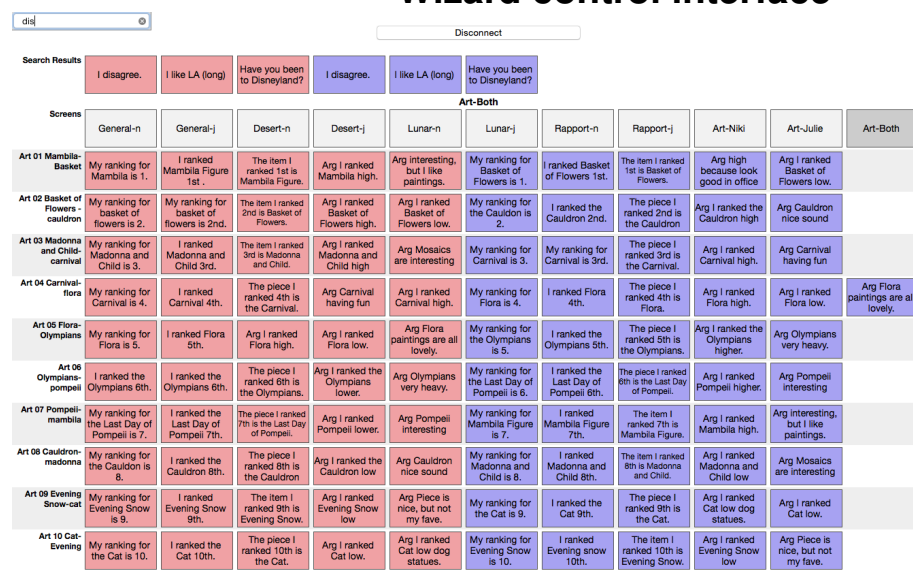 Wizard control interface
dis
Disconnect
Search Results
I disagree.
I like LA (long)
Have you been
to Disneyland?
I disagree.
I like LA (long)
Have you been
to Disneyland?
Art-Both
Screens
General-n
General-j
Desert-n
Desert-j
Lunar-n
Lunar-j
Rapport-n
Rapport-j
Art-Niki
Art-Julie
Art-Both
Art 01 Mambila-
Basket
My ranking for
Mambila is 1.
I ranked
Mambila Figure
1st .
The item I
ranked 1st is
Mambila Figure.
Arg I ranked
Mambila high.
Arg interesting,
but I like
paintings.
My ranking for
Basket of
Flowers is 1.
I ranked Basket
of Flowers 1st.
The item I ranked
1st is Basket of
Flowers.
Arg high
because look
good in office
Arg I ranked
Basket of
Flowers low.
Art 02 Basket of
Flowers -
cauldron
My ranking for
basket of
flowers is 2.
My ranking for
basket of
flowers is 2nd.
The item I ranked
2nd is Basket of
Flowers.
Arg I ranked
Basket of
Flowers high.
Arg I ranked
Basket of
Flowers low.
My ranking for
the Cauldon is
2.
I ranked the
Cauldron 2nd.
The piece I
ranked 2nd is
the Cauldron
Arg I ranked the
Cauldron high
Arg Cauldron
nice sound
Art 03 Madonna
and Child-
carnival
My ranking for
Madonna and
Child is 3.
I ranked
Madonna and
Child 3rd.
The item I ranked
3rd is Madonna
and Child.
Arg I ranked
Madonna and
Child high
Arg Mosaics
are interesting
My ranking for
Carnival is 3.
My ranking for
Carnival is 3rd.
The piece I
ranked 3rd is
the Carnival.
Arg I ranked
Carnival high.
Arg Carnival
having fun
Art 04 Carnival-
flora
My ranking for
Carnival is 4.
I ranked
Carnival 4th.
The piece I
ranked 4th is
the Carnival.
Arg Carnival
having fun
Arg I ranked
Carnival high.
My ranking for
Flora is 4.
I ranked Flora
4th.
The piece I
ranked 4th is
Flora.
Arg I ranked
Flora high.
Arg I ranked
Flora low.
Arg Flora
paintings are all
lovely.
Art 05 Flora-
Olympians
My ranking for
Flora is 5.
I ranked Flora
5th.
Arg I ranked
Flora high.
Arg I ranked
Flora low.
Arg Flora
paintings are all
lovely.
My ranking for
the Olympians
is 5.
I ranked the
Olympians 5th.
The piece I
ranked 5th is
the Olympians.
Arg I ranked the
Olympians
higher.
Arg Olympians
very heavy.
Art 06
Olympians-
pompeii
I ranked the
Olympians 6th.
I ranked the
Olympians 6th.
The piece I
ranked 6th is
the Olympians.
Arg I ranked the
Olympians
lower.
Arg Olympians
very heavy.
My ranking for
the Last Day of
Pompeii is 6.
I ranked the
Last Day of
Pompeii 6th.
The piece I ranked
6th is the Last Day
of Pompeii.
Arg I ranked
Pompeii higher.
Arg Pompeii
interesting
Art 07 Pompeii-
mambila
My ranking for
the Last Day of
Pompeii is 7.
I ranked the
Last Day of
Pompeii 7th.
The piece I ranked
7th is the Last Day
of Pompeii.
Arg I ranked
Pompeii lower.
Arg Pompeii
interesting
My ranking for
Mambila Figure
is 7.
I ranked
Mambila Figure
7th.
The item I
ranked 7th is
Mambila Figure.
Arg I ranked
Mambila high.
Arg interesting,
but I like
paintings.
Art 08 Cauldron-
madonna
My ranking for
the Cauldon is
8.
I ranked the
Cauldron 8th.
The piece I
ranked 8th is
the Cauldron
Arg I ranked the
Cauldron low
Arg Cauldron
nice sound
My ranking for
Madonna and
Child is 8.
I ranked
Madonna and
Child 8th.
The item I ranked
8th is Madonna
and Child.
Arg I ranked
Madonna and
Child low
Arg Mosaics
are interesting
Art 09 Evening
Snow-cat
My ranking for
Evening Snow
is 9.
I ranked
Evening Snow
9th.
The item I
ranked 9th is
Evening Snow.
Arg I ranked
Evening Snow
low
Arg Piece is
nice, but not
my fave.
My ranking for
the Cat is 9.
I ranked the
Cat 9th.
The piece I
ranked 9th is
the Cat.
Arg I ranked
Cat low dog
statues.
Arg I ranked
Cat low.
Art 10 Cat-
Evening
My ranking for
the Cat is 10.
I ranked the
Cat 10th.
The piece I
ranked 10th is
the Cat.
Arg I ranked
Cat low.
Arg I ranked
Cat low dog
statues.
My ranking for
Evening Snow
is 10.
I ranked
Evening snow
10th.
The item I
ranked 10th is
Evening Snow.
Arg I ranked
Evening Snow
low
Arg Piece is
nice, but not
my fave.